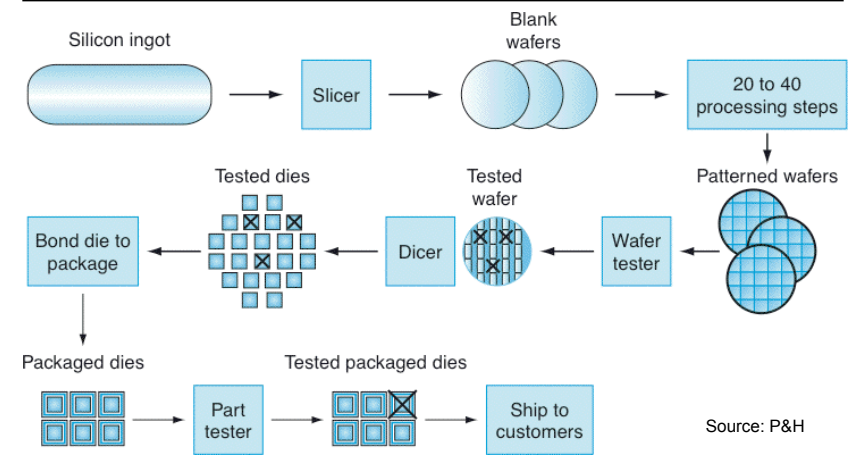 Silicon ingot
Slicer
Blank
wafers
20 to 40
processing steps
Patterned wafers
Wafer
tester
Tested
wafer
Dicer
Tested dies
Bond die to
package
Packaged dies
Part
tester
Tested packaged dies
Ship to
customers
Source: P&H